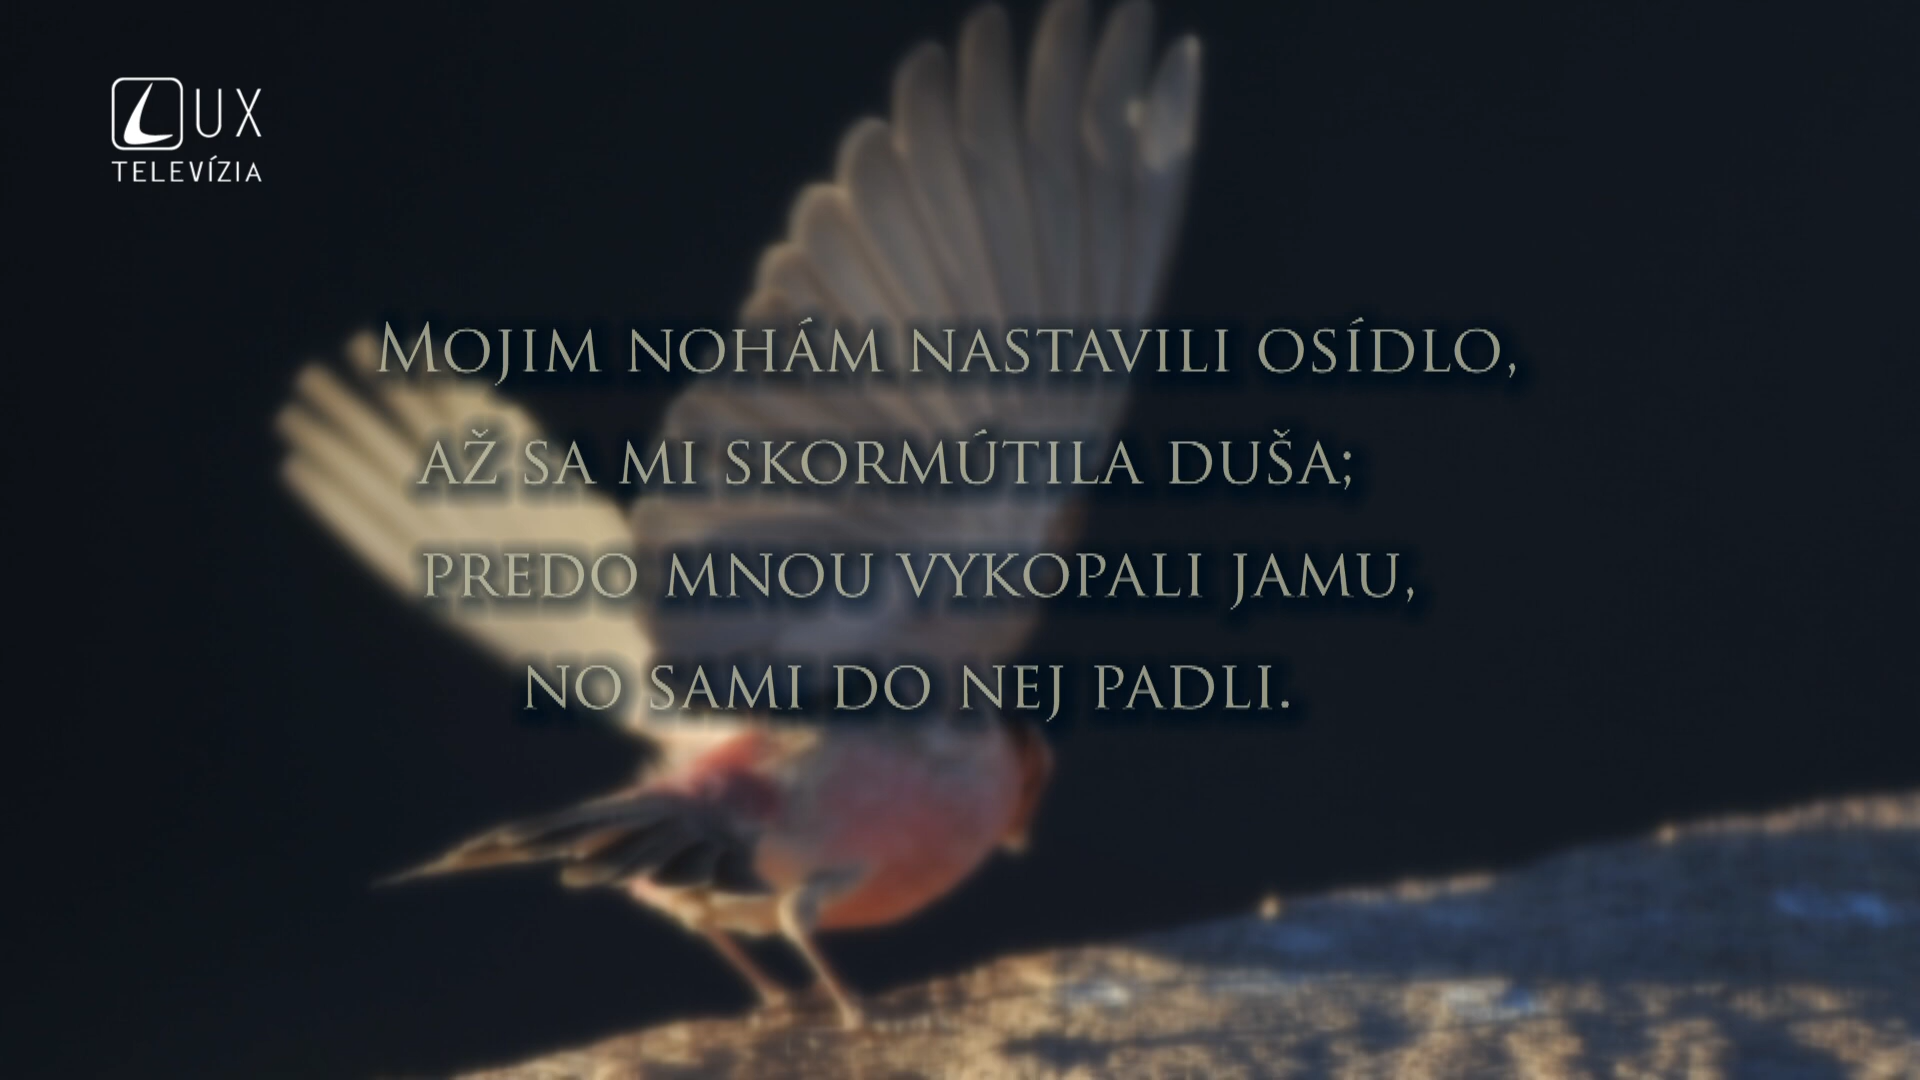 LUX
TELEVÍZIA
Mojim nohám nastavili osídlo,
až sa mi skormútila duša;
predo mnou vykopali jamu,
no sami do nej padli.